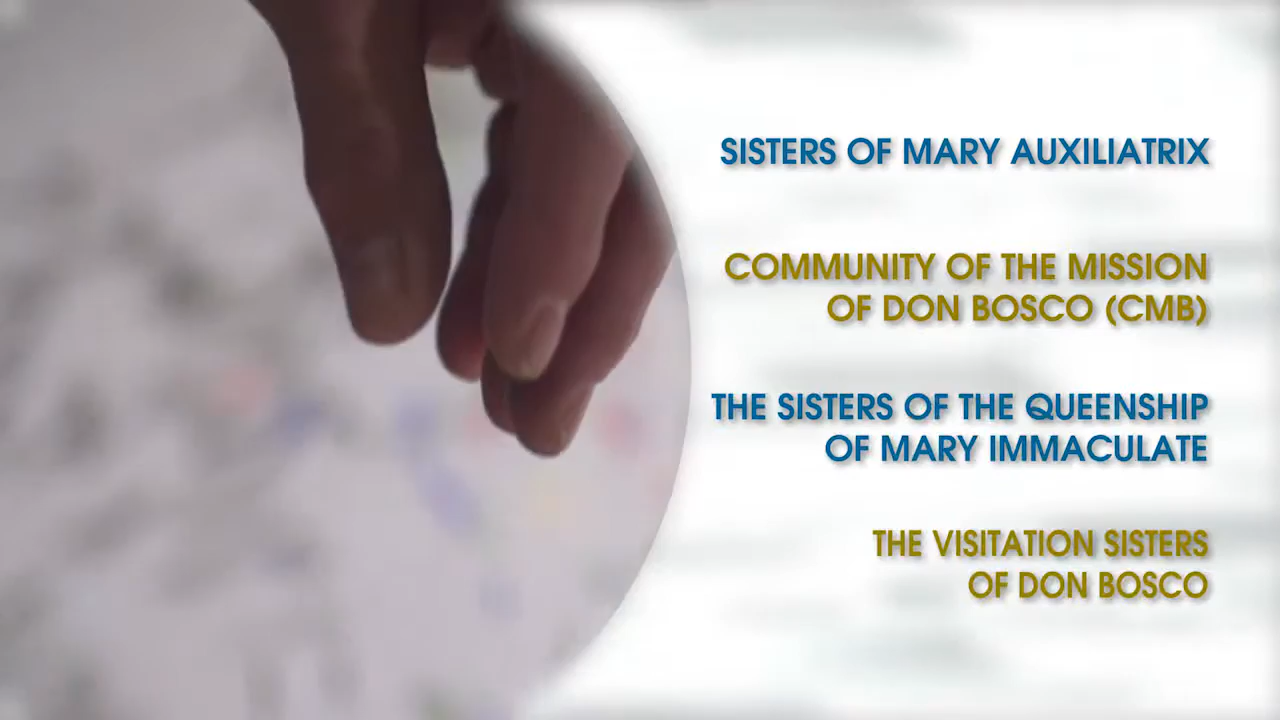 SISTERS OF MARY AUXILIATRIX
COMMUNITY OF THE MISSION
OF DON BOSCO (CMB)
THE SISTERS OF THE QUEENSHIP
OF MARY IMMACULATE
THE VISITATION SISTERS
OF DON BOSCO